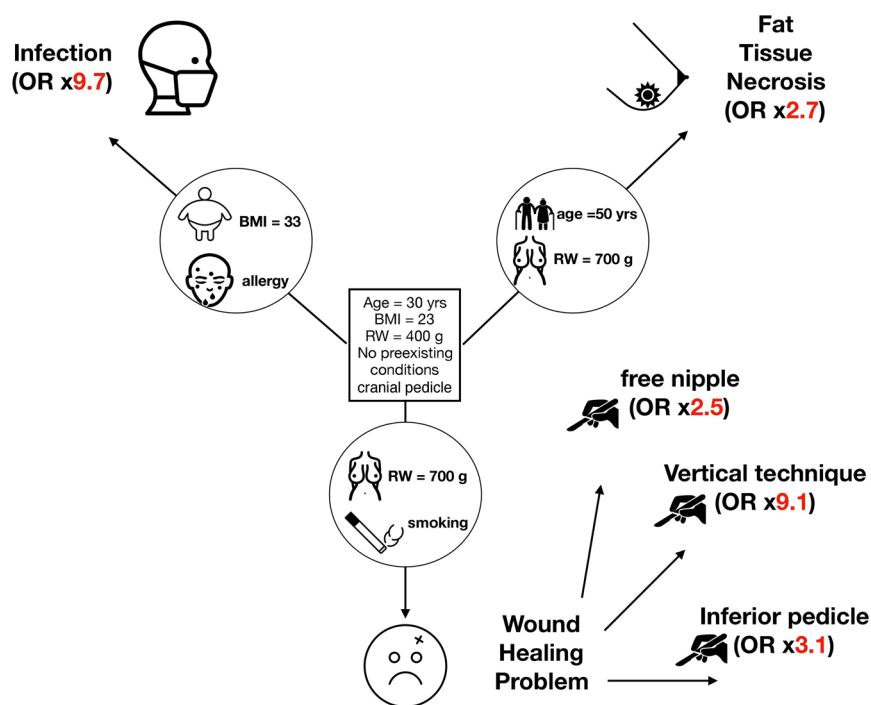 Infection
(OR x9.7)
Fat
Tissue
Necrosis
(OR x2.7)
BMI = 33
allergy
age =50 yrs
RW = 700 g
Age = 30 yrs
BMI = 23
RW = 400 g
No preexisting
conditions
cranial pedicle
RW = 700 g
smoking
free nipple
(OR x2.5)
Vertical technique
(OR x9.1)
Inferior pedicle
(OR x3.1)
Wound
Healing
Problem